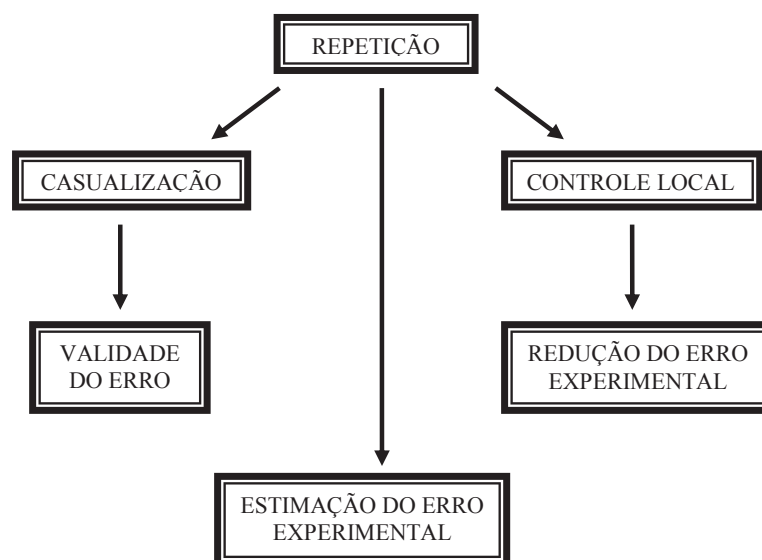 REPETIÇÃO
CASUALIZAÇÃO
CONTROLE LOCAL
VALIDADE
DO ERRO
REDUÇÃO DO ERRO
EXPERIMENTAL
ESTIMAÇÃO DO ERRO
EXPERIMENTAL